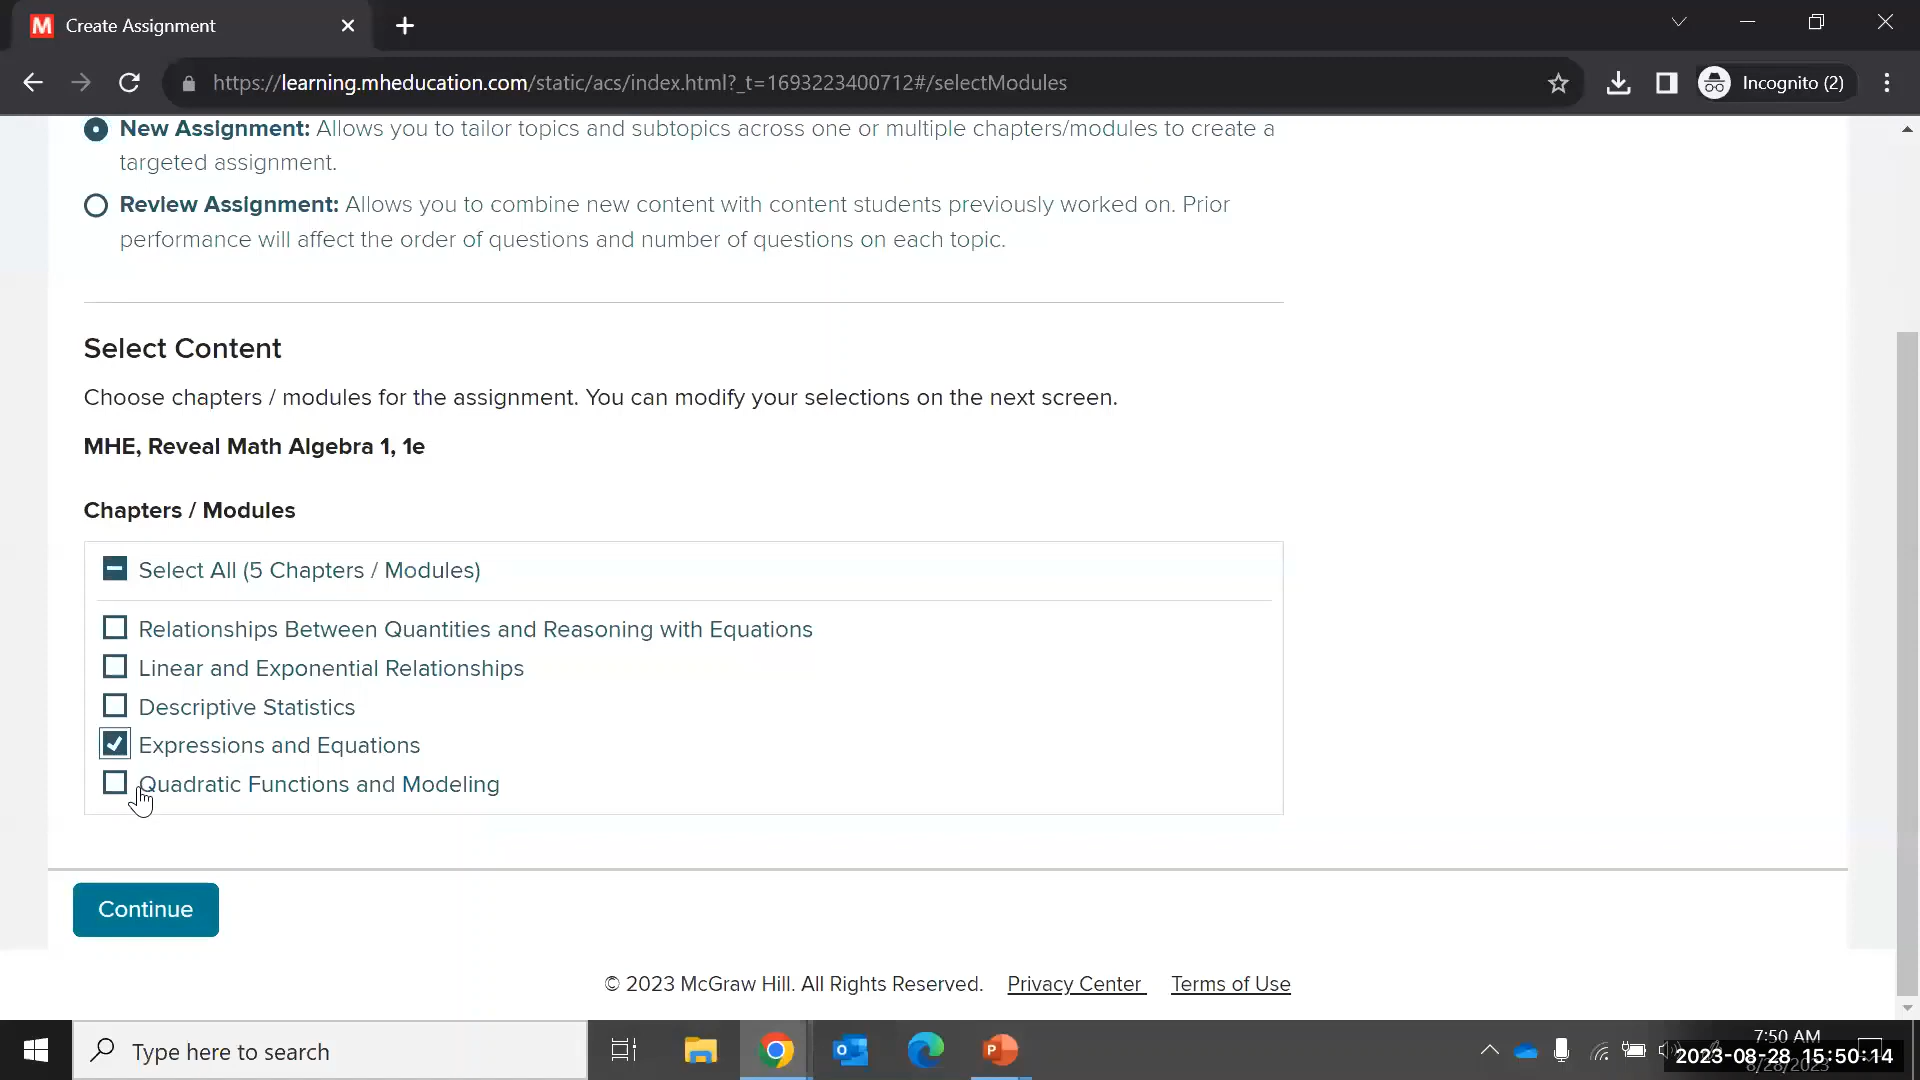 Create Assignment
https://learning.mheducation.com/static/acs/index.html?_t=1693223400712#/selectModules
Incognito (2)
New Assignment: Allows you to tailor topics and subtopics across one or multiple chapters/modules to create a
targeted assignment.
Review Assignment: Allows you to combine new content with content students previously worked on. Prior
performance will affect the order of questions and number of questions on each topic.
Select Content
Choose chapters / modules for the assignment. You can modify your selections on the next screen.
MHE, Reveal Math Algebra 1, 1e
Chapters / Modules
Select All (5 Chapters / Modules)
Relationships Between Quantities and Reasoning with Equations
Linear and Exponential Relationships
Descriptive Statistics
Expressions and Equations
Quadratic Functions and Modeling
Continue
© 2023 McGraw Hill. All Rights Reserved. Privacy Center Terms of Use
Type here to search
7:50 AM
2023-08-28 15:50:14
8/28/2023